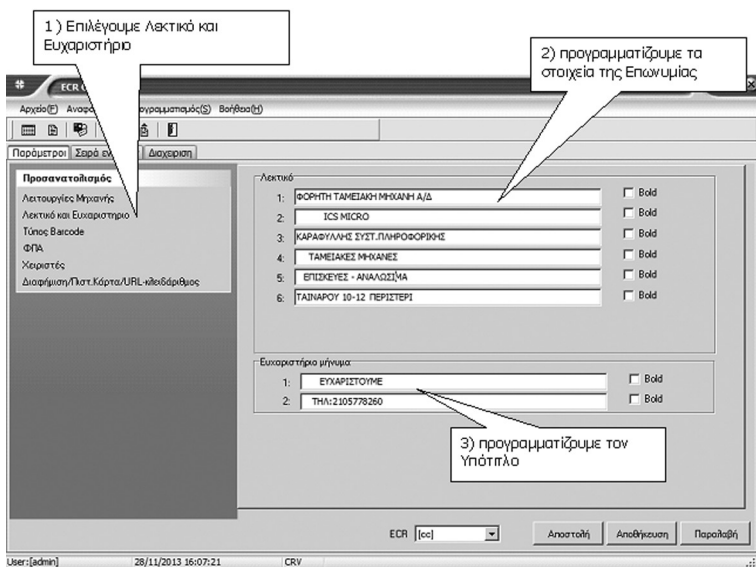 1) Επιλέγουμε Λεκτικό και
Ευχαριστήριο
2) προγραμματίζουμε τα
στοιχεία της Επωνυμίας
ECR
Αρχείο(F)
Βοήθεια(H)
Παράμετροι
Διαχειριση
Προσανατολισμός
Λειτουργίες Μηχανής
Λεκτικό και Ευχαριστηριο
Τύπος Barcode
ΦΠΑ
Χειριστές
Διαφήμιση/Πιστ.Κάρτα/URL-κλειδάριθμος
Λεκτικό
1: ΦΟΡΗΤΗ ΤΑΜΕΙΑΚΗ ΜΗΧΑΝΗ Α/Δ Bold
2: ICS MICRO Bold
3: ΚΑΡΑΦΥΛΛΗΣ ΣΥΣΤ.ΠΛΗΡΟΦΟΡΙΚΗΣ Bold
4: ΤΑΜΕΙΑΚΕΣ ΜΗΧΑΝΕΣ Bold
5: ΕΠΙΣΚΕΥΕΣ - ΑΝΑΛΩΣΙΜΑ Bold
6: ΤΑΙΝΑΡΟΥ 10-12 ΠΕΡΙΣΤΕΡΙ Bold
Ευχαριστήριο μήνυμα
1: ΕΥΧΑΡΙΣΤΟΥΜΕ Bold
2: ΤΗΛ:2105778260 Bold
3) προγραμματίζουμε τον
Υπότιτλο
ECR [cc] Αποστολή Αποθήκευση Παραλαβή
User:[admin] 28/11/2013 16:07:21 CRV